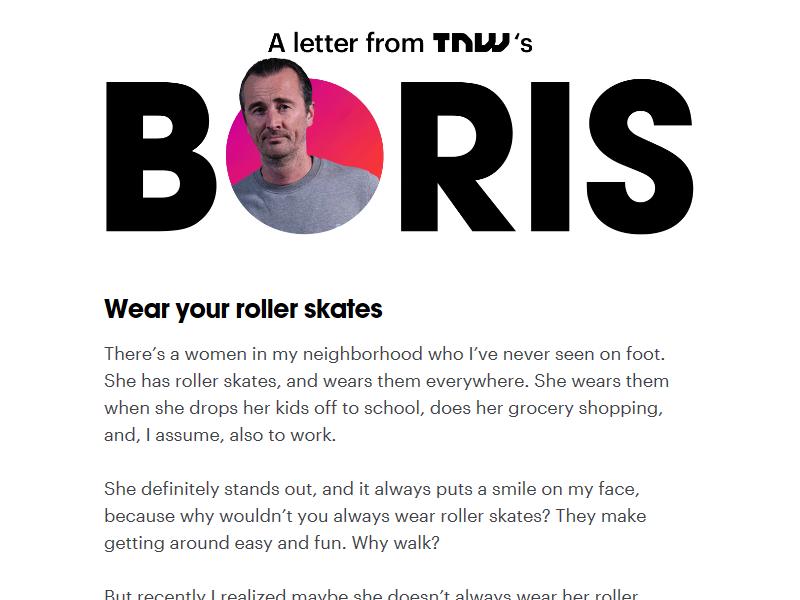 A letter from TNW 's
BORIS
Wear your roller skates
There's a women in my neighborhood who I've never seen on foot.
She has roller skates, and wears them everywhere. She wears them
when she drops her kids off to school, does her grocery shopping,
and, I assume, also to work.
She definitely stands out, and it always puts a smile on my face,
because why wouldn't you always wear roller skates? They make
getting around easy and fun. Why walk?
But recently I realized maybe she doesn't always wear her roller